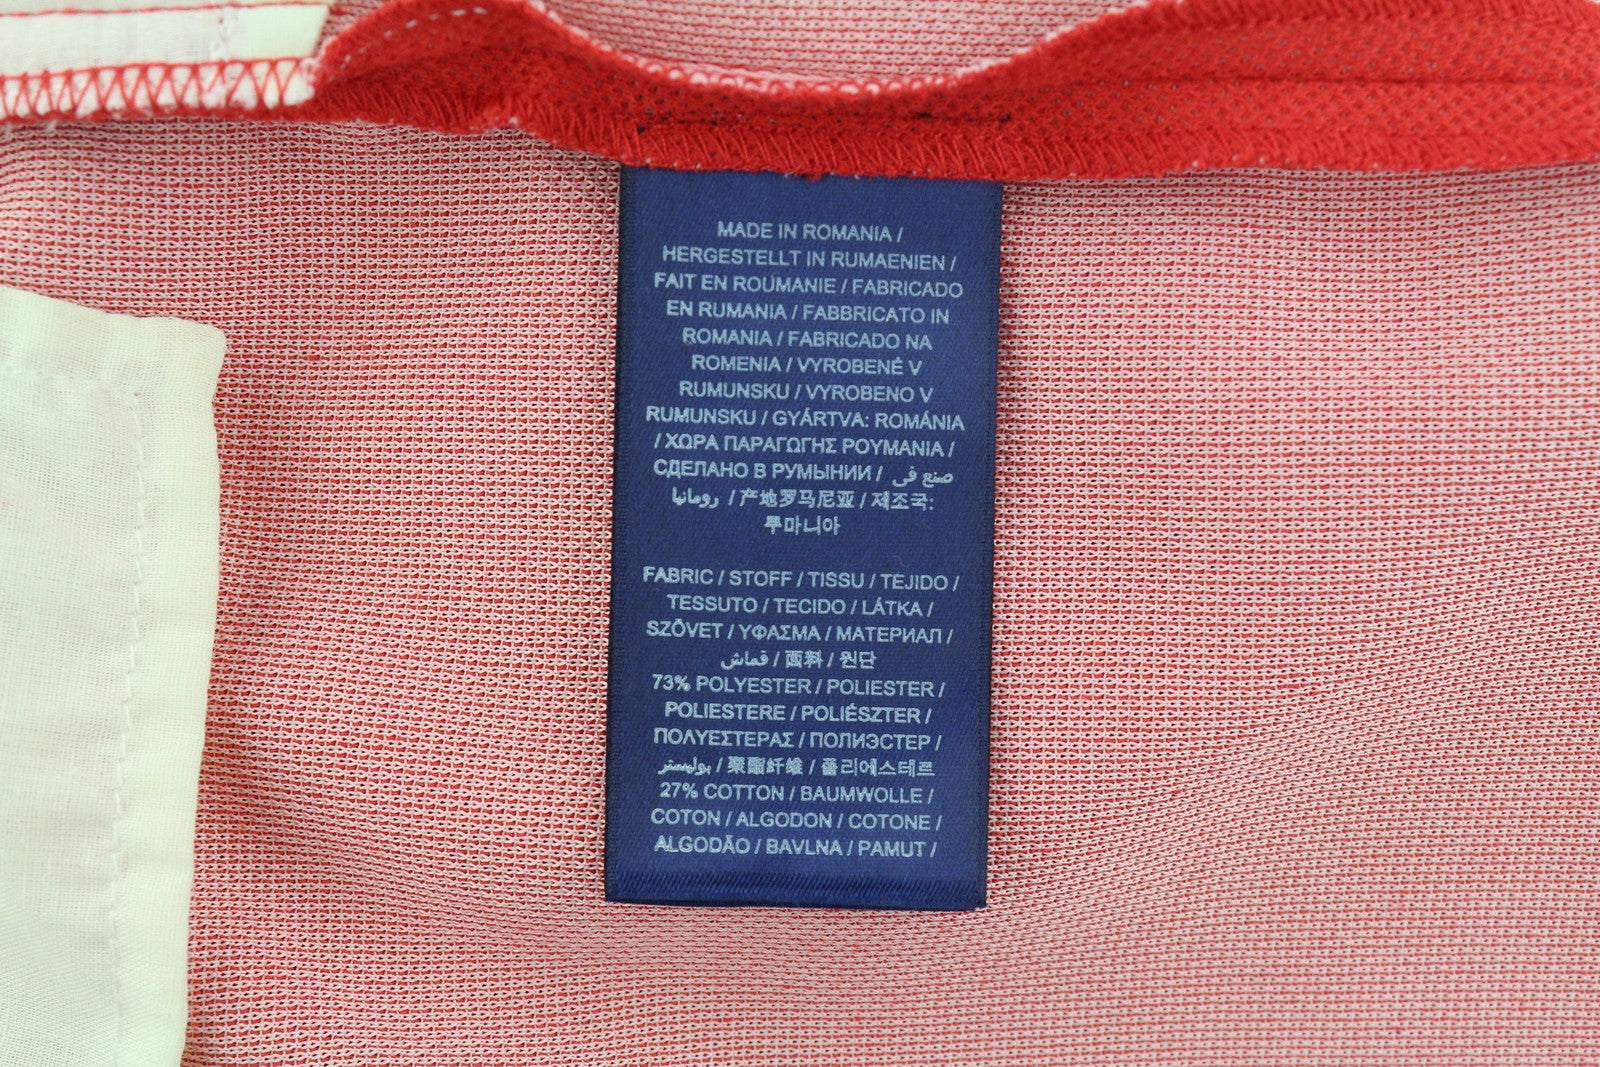 MADE IN ROMANIA /
HERGESTELLT IN RUMAENIEN /
FAIT EN ROUMANIE / FABRICADO
EN RUMANIA / FABBRICATO IN
ROMANIA / FABRICADO NA
ROMENIA / VYROBENÉ V
RUMUNSKU / VYROBENO V
RUMUNSKU / GYÁRTVA: ROMÁNIA
/ ΧΩΡΑ ΠΑΡΑΓΩΓΗΣ ΡΟΥΜΑΝΙΑ /
СДЕЛАНО В РУМЫНИИ / صنع في
رومانيا / 产地罗马尼亚 / 제조국:
루마니아
FABRIC / STOFF / TISSU / TEJIDO /
TESSUTO / TECIDO / LÁTKA /
SZÖVET / ΥΦΑΣΜΑ / МАТЕРИАЛ /
قماش / 面料 / 원단
73% POLYESTER / POLIESTER /
POLIESTERE / POLIÉSZTER /
ΠΟΛΥΕΣΤΕΡΑΣ / ПОЛИЭСТЕР /
بوليستر / 聚酯纤维 / 폴리에스테르
27% COTTON / BAUMWOLLE /
COTON / ALGODON / COTONE /
ALGODÃO / BAVLNA / PAMUT /